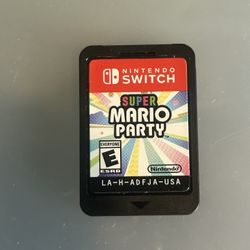 NINTENDO
SWITCH
SUPER
MARIO
PARTY
EVERYONE
E
ESRB
Nintendo
LA-H-ADFJA-USA